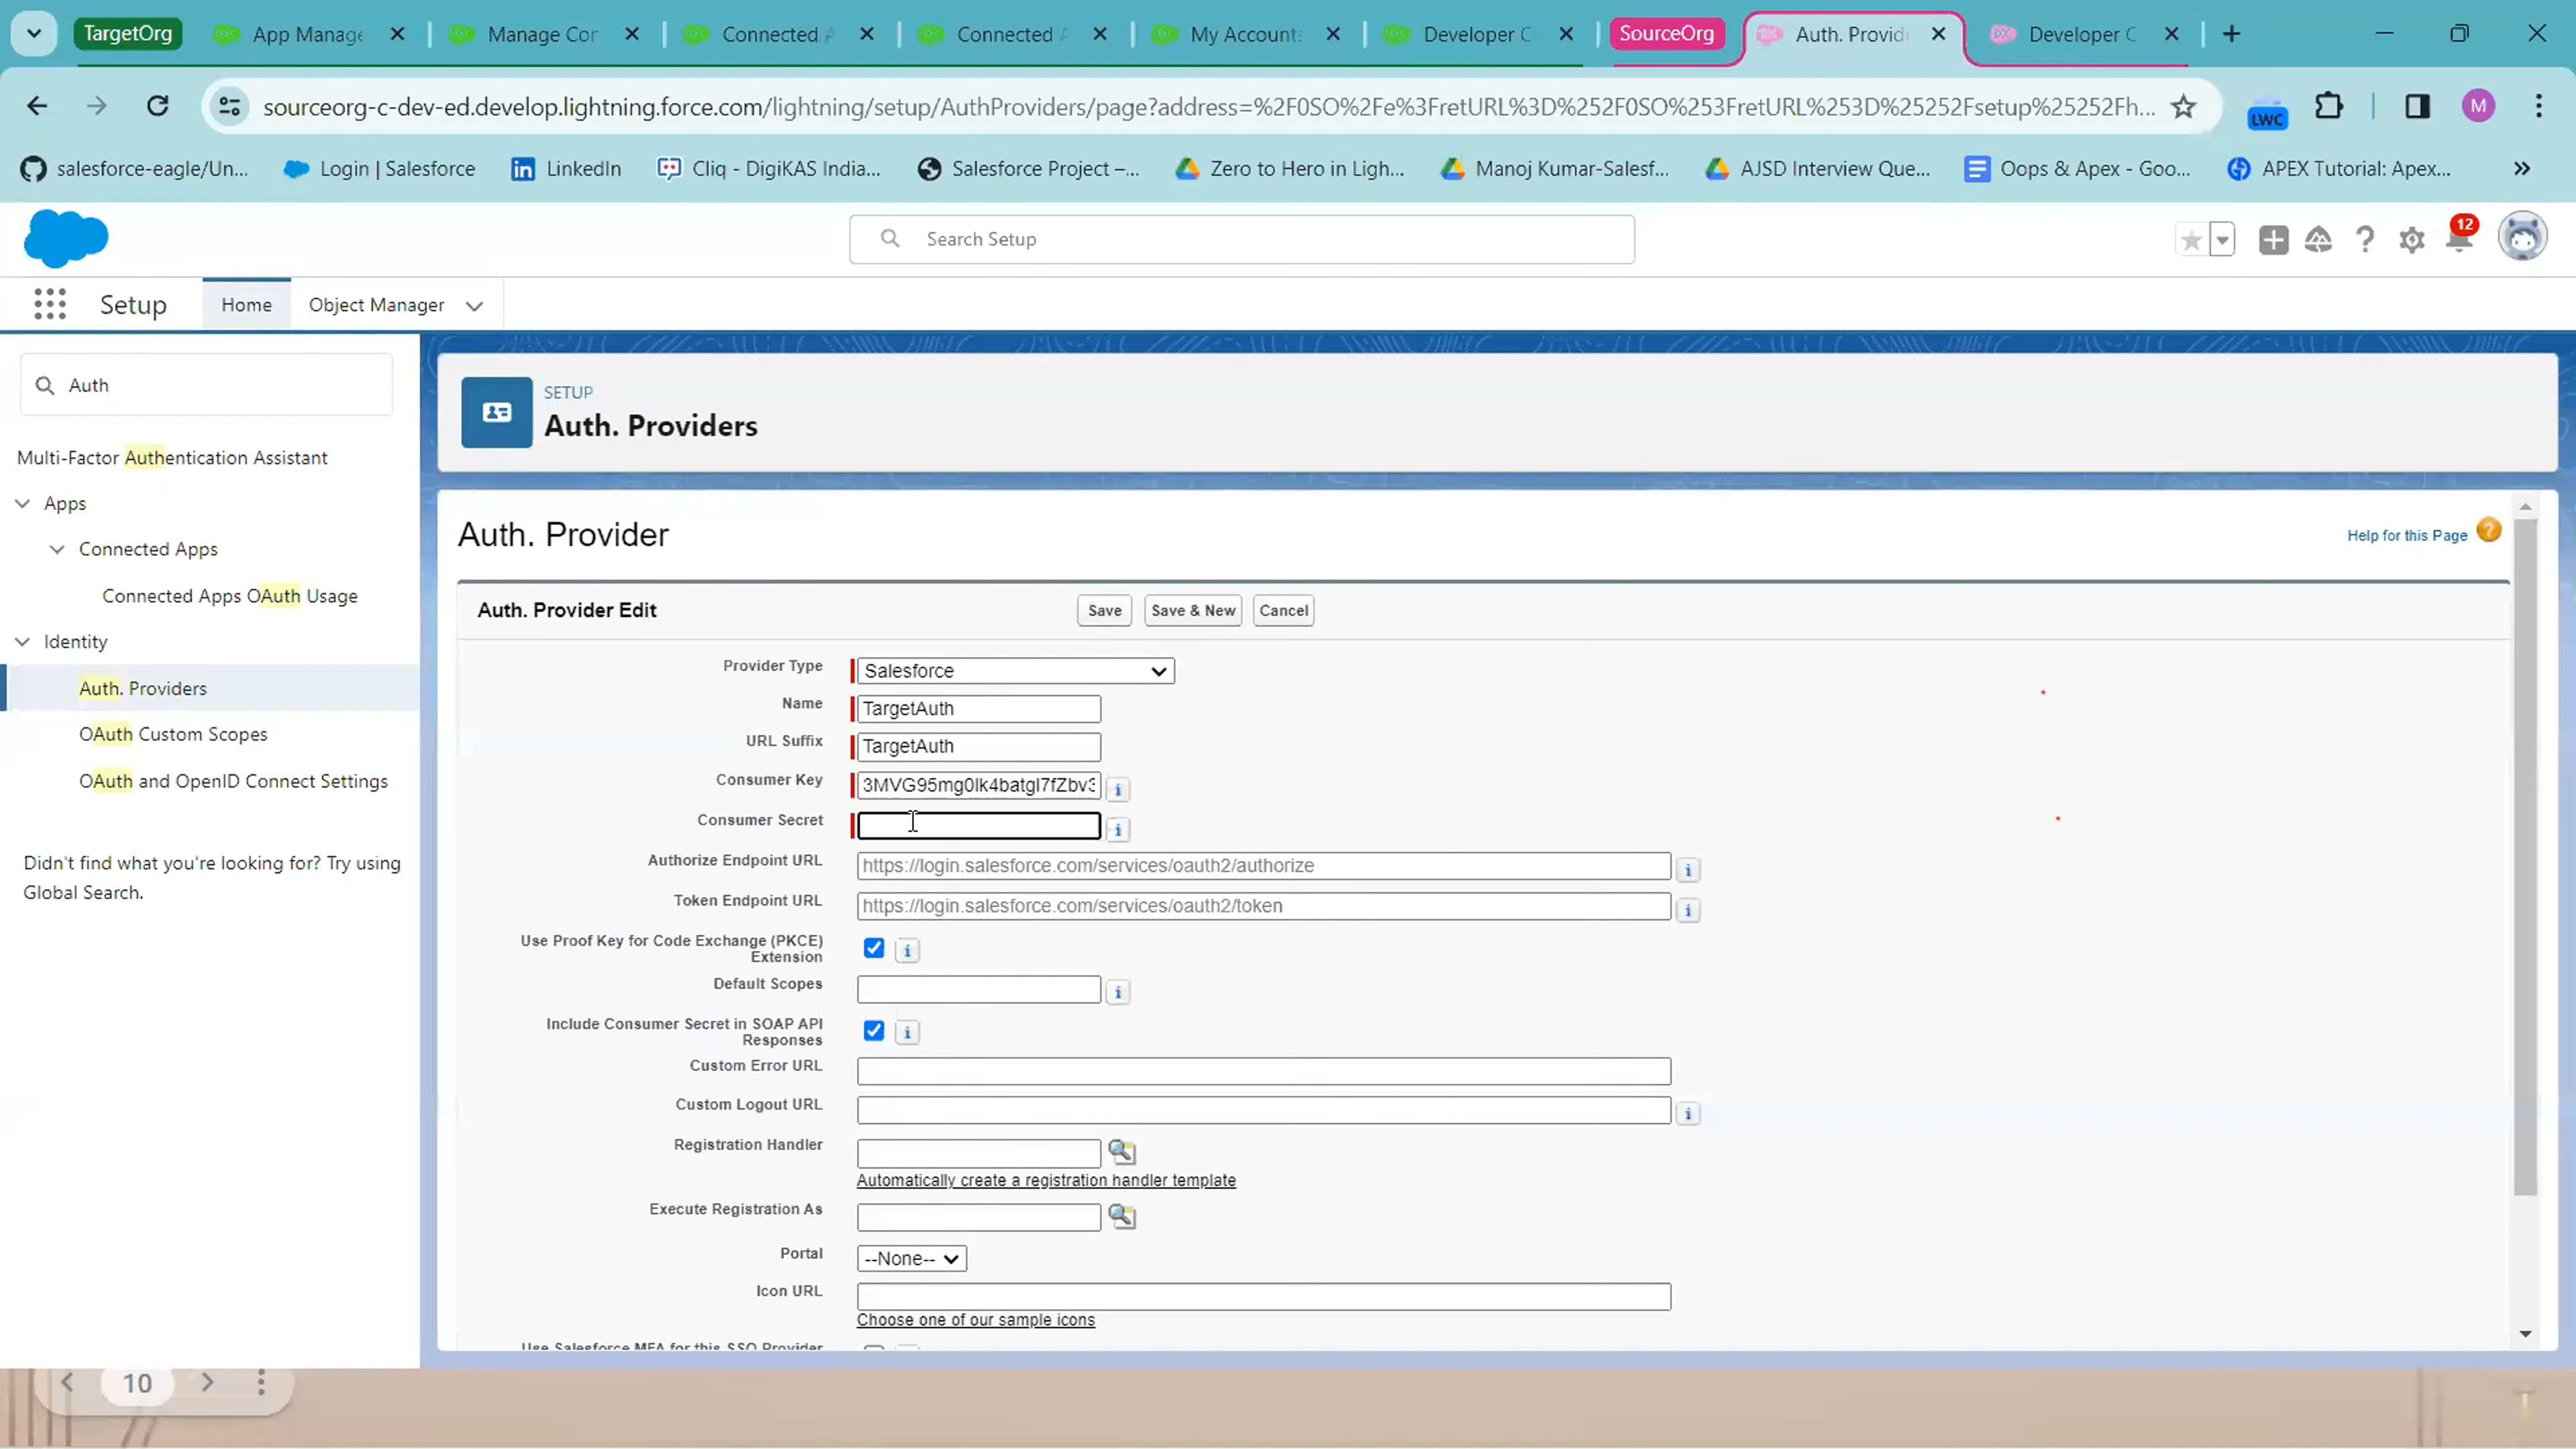 TargetOrg App Manage Manage Cor Connected A Connected A My Account Developer C SourceOrg Auth. Provid Developer C
sourceorg-c-dev-ed.develop.lightning.force.com/lightning/setup/AuthProviders/page?address=%2F0SO%2Fe%3FretURL%3D%252F0SO%253FretURL%253D%25252Fsetup%25252Fh...
LWC
M
salesforce-eagle/Un... Login | Salesforce LinkedIn Cliq - DigiKAS India... Salesforce Project –... Zero to Hero in Ligh... Manoj Kumar-Salesf... AJSD Interview Que... Oops & Apex - Goo... APEX Tutorial: Apex...
Search Setup
12
Setup Home Object Manager
Auth
Multi-Factor Authentication Assistant
Apps
Connected Apps
Connected Apps OAuth Usage
Identity
Auth. Providers
OAuth Custom Scopes
OAuth and OpenID Connect Settings
Didn't find what you're looking for? Try using
Global Search.
SETUP
Auth. Providers
Auth. Provider
Help for this Page
Auth. Provider Edit Save Save & New Cancel
Provider Type Salesforce
Name TargetAuth
URL Suffix TargetAuth
Consumer Key 3MVG95mg0lk4batgl7fZbv3
Consumer Secret
Authorize Endpoint URL https://login.salesforce.com/services/oauth2/authorize
Token Endpoint URL https://login.salesforce.com/services/oauth2/token
Use Proof Key for Code Exchange (PKCE)
Extension
Default Scopes
Include Consumer Secret in SOAP API
Responses
Custom Error URL
Custom Logout URL
Registration Handler
Automatically create a registration handler template
Execute Registration As
Portal --None--
Icon URL
Choose one of our sample icons
Use Salesforce MFA for this SSO Provider
10